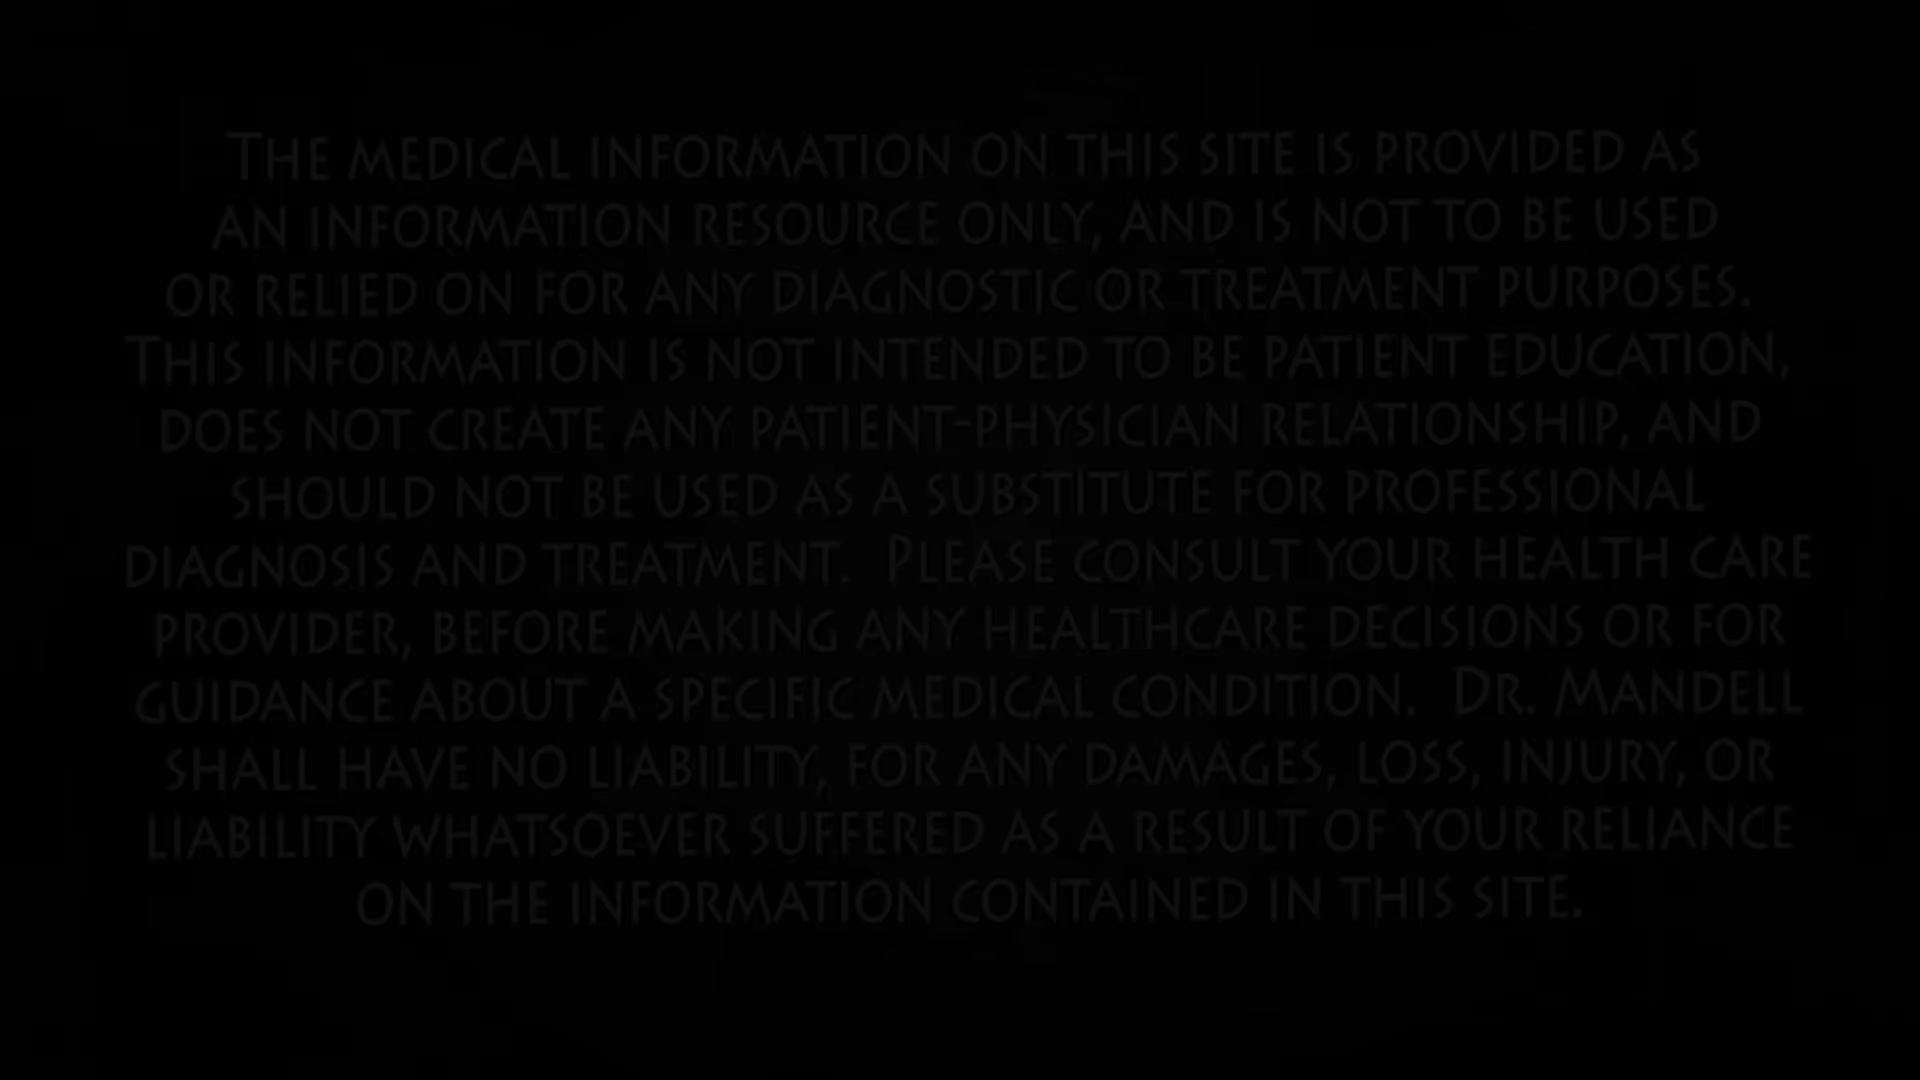 The medical information on this site is provided as
an information resource only, and is not to be used
or relied on for any diagnostic or treatment purposes.
This information is not intended to be patient education,
does not create any patient-physician relationship, and
should not be used as a substitute for professional
diagnosis and treatment.  Please consult your health care
provider, before making any healthcare decisions or for
guidance about a specific medical condition.  Dr. Mandell
shall have no liability, for any damages, loss, injury, or
liability whatsoever suffered as a result of your reliance
on the information contained in this site.